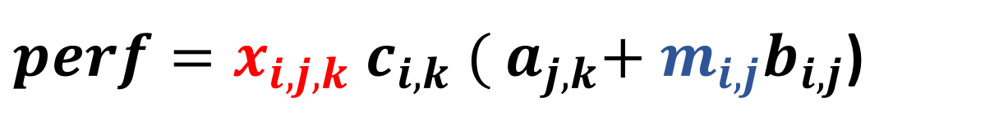 perf = x_{i,j,k} c_{i,k} ( a_{j,k} + m_{i,j} b_{i,j})